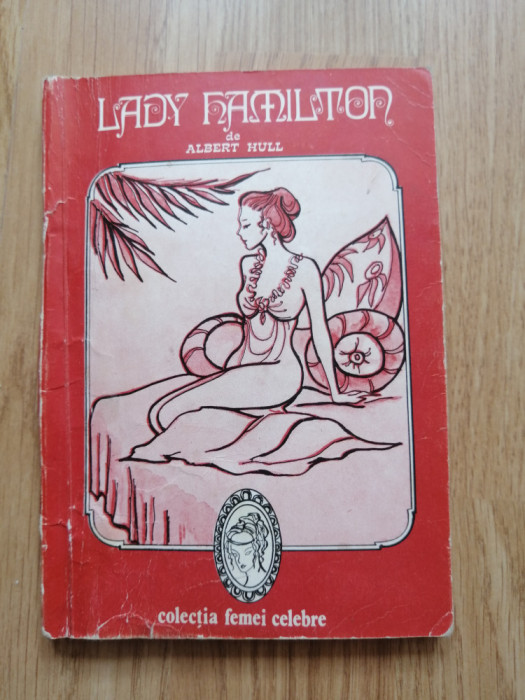 LADY HAMILTON
de
ALBERT HULL
colecția femei celebre